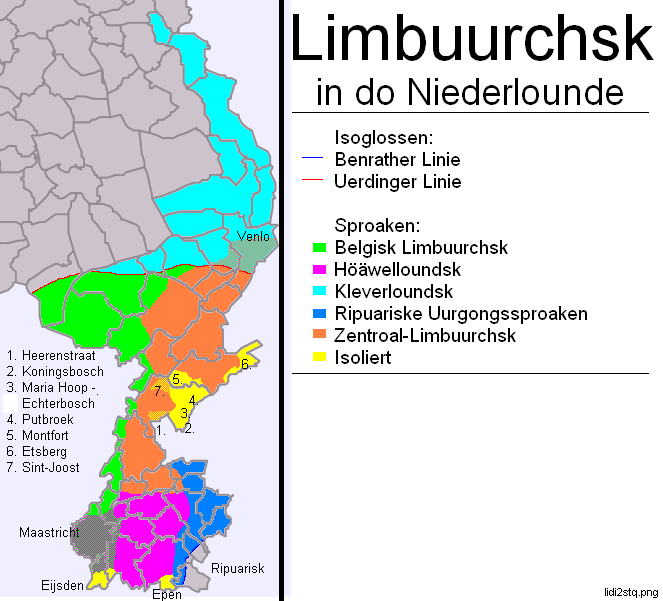 Limbuurchsk
in do Niederlounde
Isoglossen:
Benrather Linie
Uerdinger Linie
Sproaken:
Belgisk Limbuurchsk
Höäwelloundsk
Kleverloundsk
Ripuariske Uurgongssproaken
Zentroal-Limbuurchsk
Isoliert
Venlo
1. Heerenstraat
2. Koningsbosch
3. Maria Hoop -
Echterbosch
4. Putbroek
5. Montfort
6. Etsberg
7. Sint-Joost
6.
5.
7.
4.
3.
2.
1.
Maastricht
Ripuarisk
Eijsden
Epen
lidi2stq.png